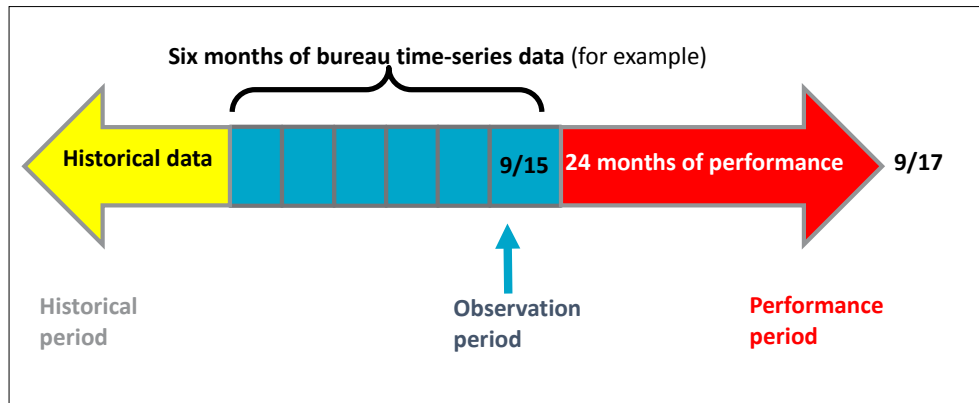 Six months of bureau time-series data (for example)
Historical data
9/15
24 months of performance
9/17
Historical
period
Observation
period
Performance
period